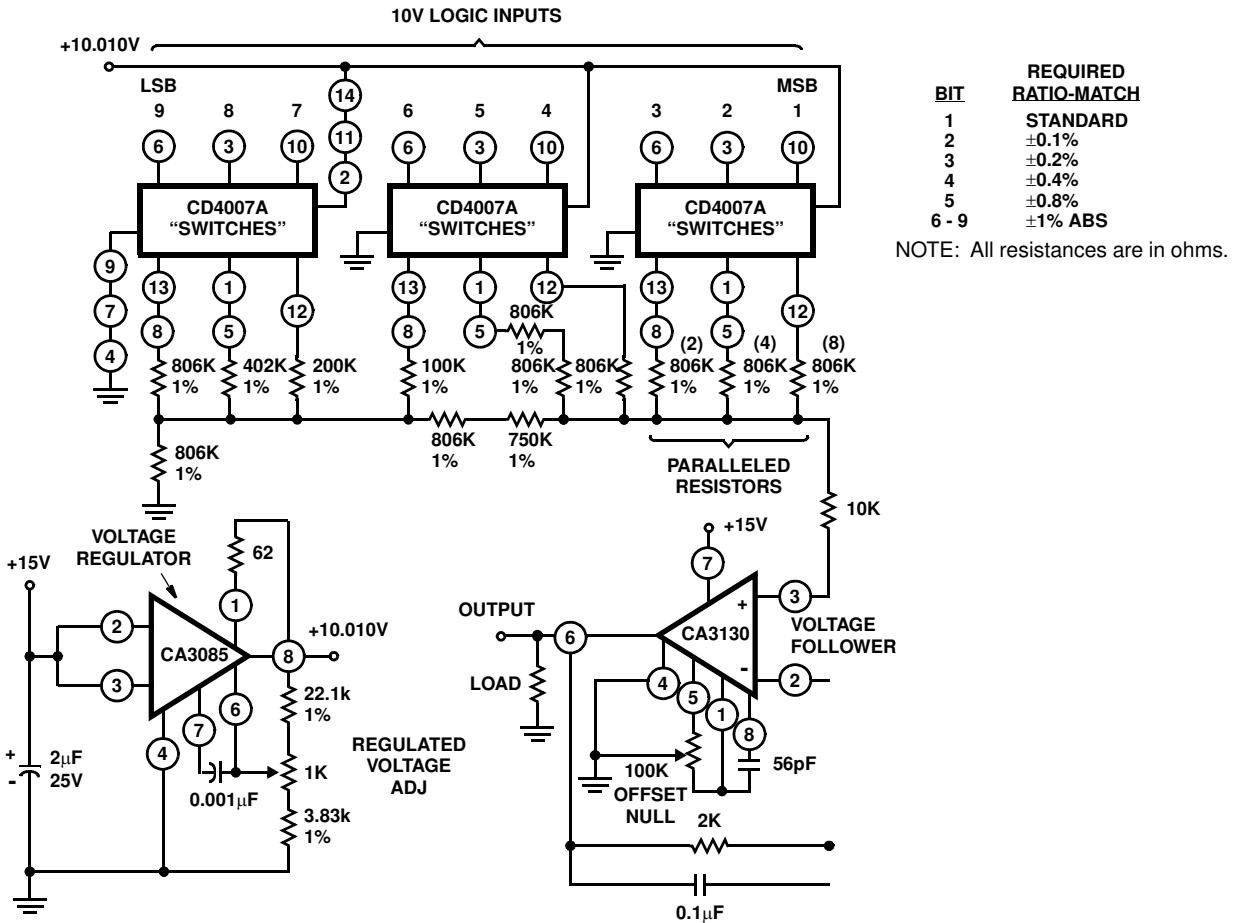 10V LOGIC INPUTS
+10.010V
LSB
MSB
9 8 7 6 5 4 3 2 1
14
11
2
6 3 10 6 3 10 6 3 10
CD4007A
“SWITCHES”
CD4007A
“SWITCHES”
CD4007A
“SWITCHES”
9
7
4
13 1 12
8 5
13 1 12
8 5
13 1 12
8 5
806K
1%
402K
1%
200K
1%
100K
1%
806K
1%
806K
1%
806K
1%
(2)
806K
1%
(4)
806K
1%
(8)
806K
1%
806K
1%
750K
1%
806K
1%
PARALLELED
RESISTORS
10K
BIT
REQUIRED
RATIO-MATCH
1 STANDARD
2 ±0.1%
3 ±0.2%
4 ±0.4%
5 ±0.8%
6 - 9 ±1% ABS
NOTE: All resistances are in ohms.
VOLTAGE
REGULATOR
+15V
62
1
2
3
CA3085
8
+10.010V
4
7
6
22.1k
1%
1K
3.83k
1%
0.001μF
REGULATED
VOLTAGE
ADJ
+
-
2μF
25V
+15V
7
OUTPUT
6
LOAD
CA3130
+
-
3
2
VOLTAGE
FOLLOWER
4
5
1
8
56pF
100K
OFFSET
NULL
2K
0.1μF